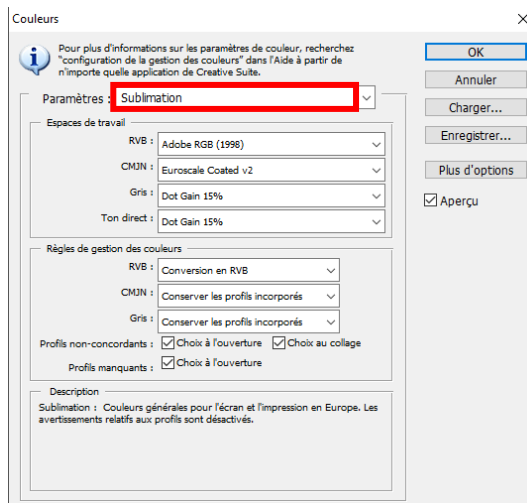 Couleurs
Pour plus d'informations sur les paramètres de couleur, recherchez
"configuration de la gestion des couleurs" dans l'Aide à partir de
n'importe quelle application de Creative Suite.
OK
Annuler
Charger...
Enregistrer...
Plus d'options
Aperçu
Paramètres : Sublimation
Espaces de travail
RVB : Adobe RGB (1998)
CMJN : Euroscale Coated v2
Gris : Dot Gain 15%
Ton direct : Dot Gain 15%
Règles de gestion des couleurs
RVB : Conversion en RVB
CMJN : Conserver les profils incorporés
Gris : Conserver les profils incorporés
Profils non-concordants : Choix à l'ouverture Choix au collage
Profils manquants : Choix à l'ouverture
Description
Sublimation : Couleurs générales pour l'écran et l'impression en Europe. Les
avertissements relatifs aux profils sont désactivés.